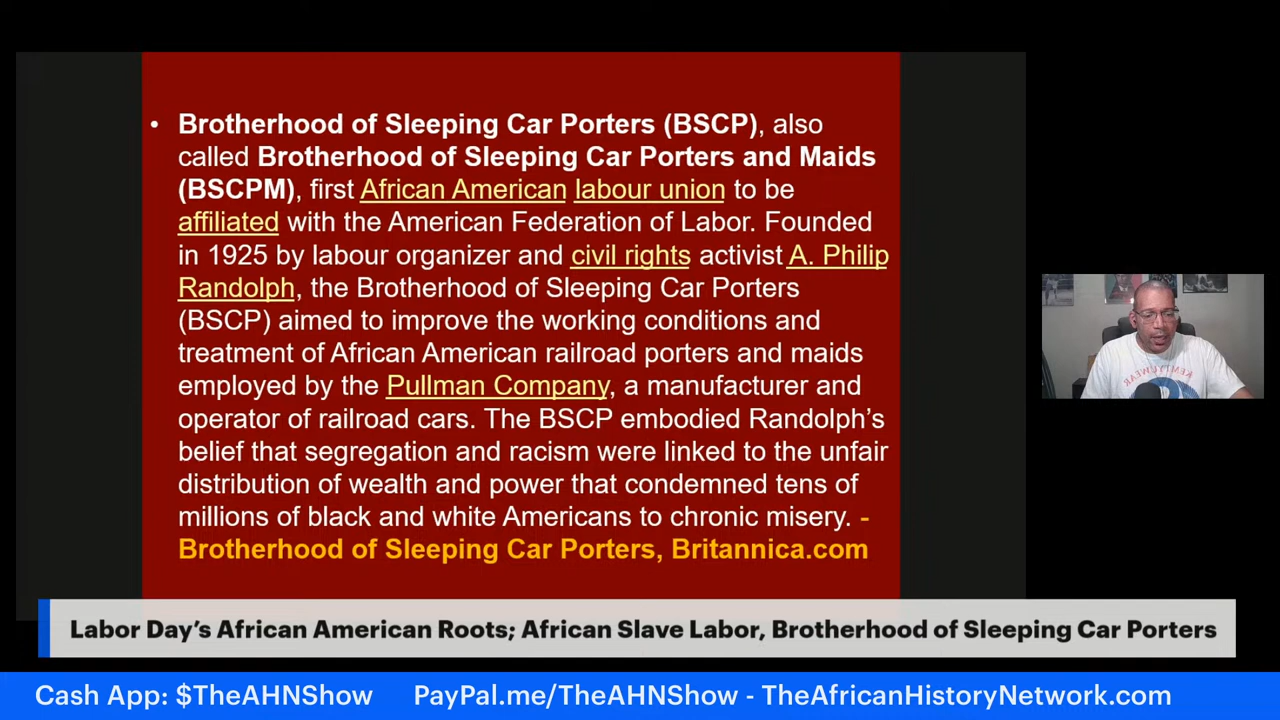 • Brotherhood of Sleeping Car Porters (BSCP), also
called Brotherhood of Sleeping Car Porters and Maids
(BSCPM), first African American labour union to be
affiliated with the American Federation of Labor. Founded
in 1925 by labour organizer and civil rights activist A. Philip
Randolph, the Brotherhood of Sleeping Car Porters
(BSCP) aimed to improve the working conditions and
treatment of African American railroad porters and maids
employed by the Pullman Company, a manufacturer and
operator of railroad cars. The BSCP embodied Randolph’s
belief that segregation and racism were linked to the unfair
distribution of wealth and power that condemned tens of
millions of black and white Americans to chronic misery. -
Brotherhood of Sleeping Car Porters, Britannica.com
Labor Day’s African American Roots; African Slave Labor, Brotherhood of Sleeping Car Porters
Cash App: $TheAHNShow PayPal.me/TheAHNShow - TheAfricanHistoryNetwork.com